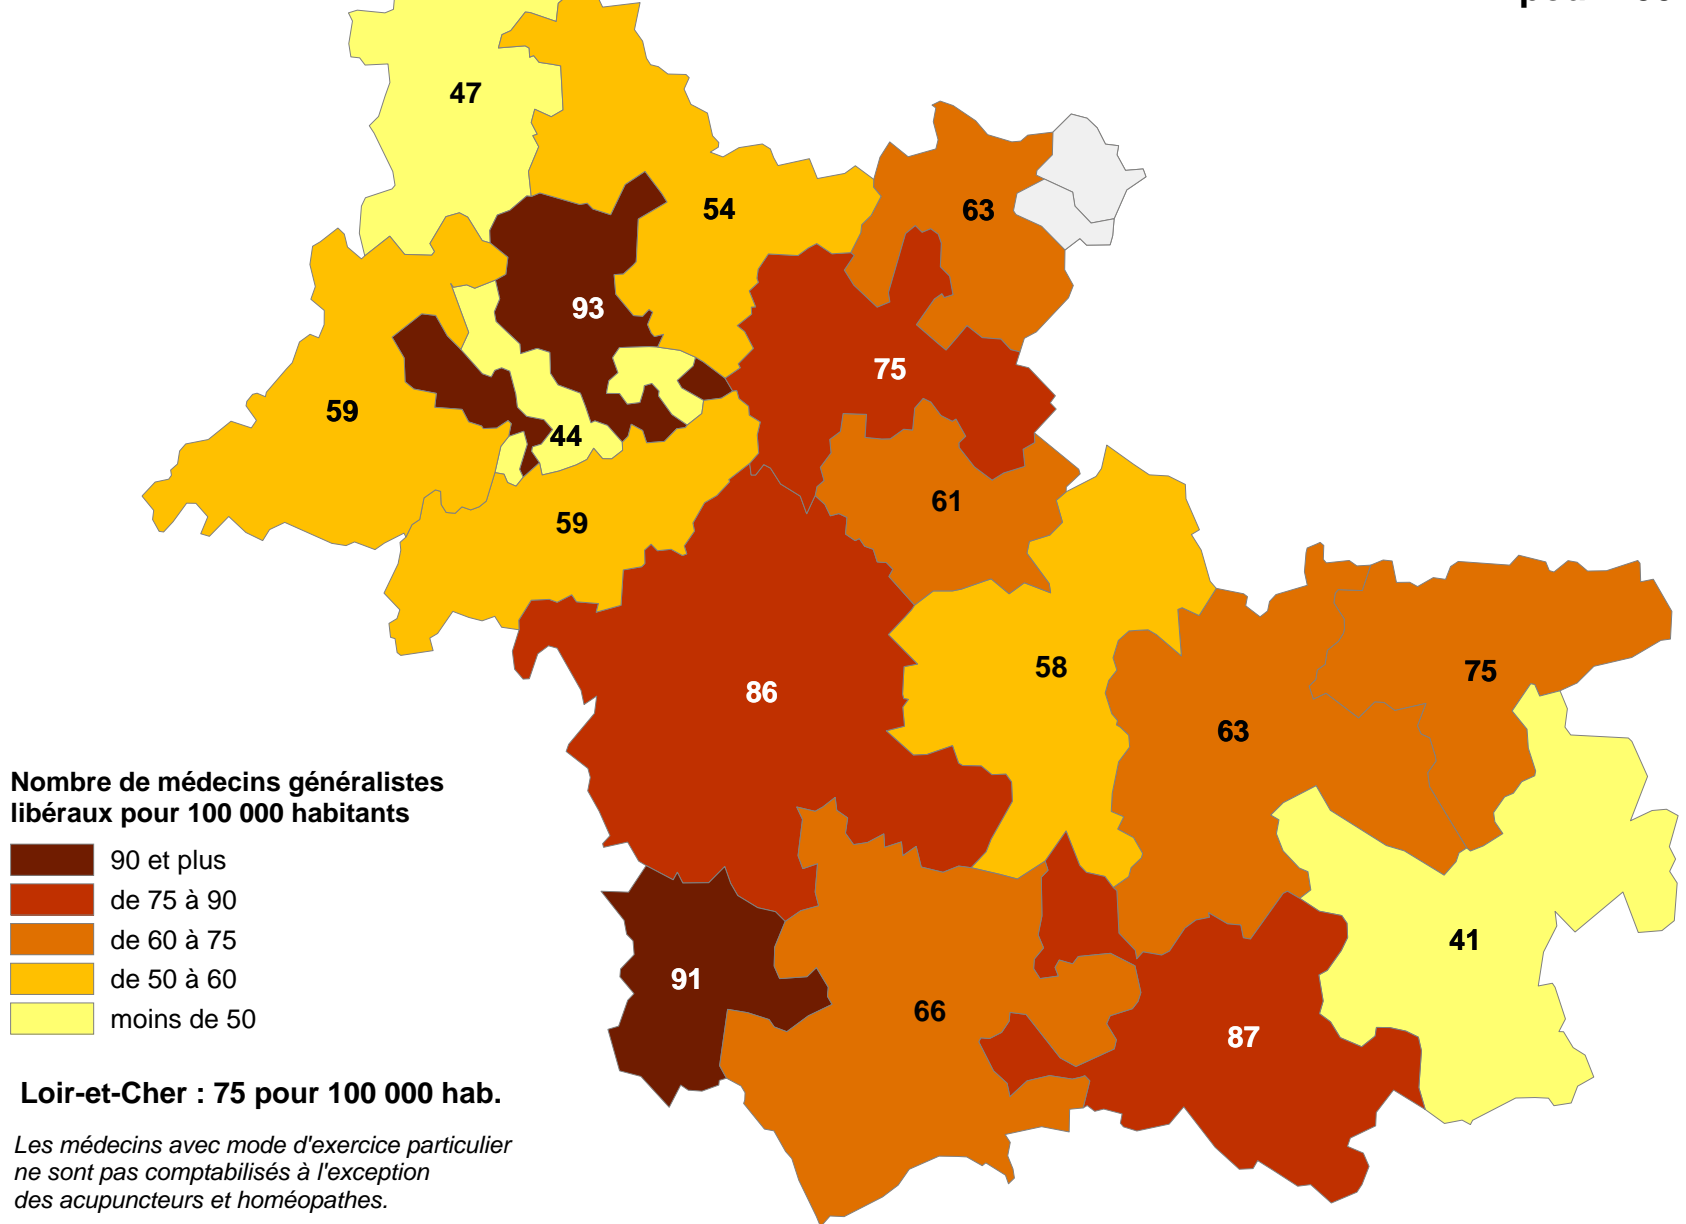 47
54
63
93
75
59
44
61
59
58
75
86
63
41
91
66
87
Nombre de médecins généralistes
libéraux pour 100 000 habitants
90 et plus
de 75 à 90
de 60 à 75
de 50 à 60
moins de 50
Loir-et-Cher : 75 pour 100 000 hab.
Les médecins avec mode d'exercice particulier
ne sont pas comptabilisés à l'exception
des acupuncteurs et homéopathes.